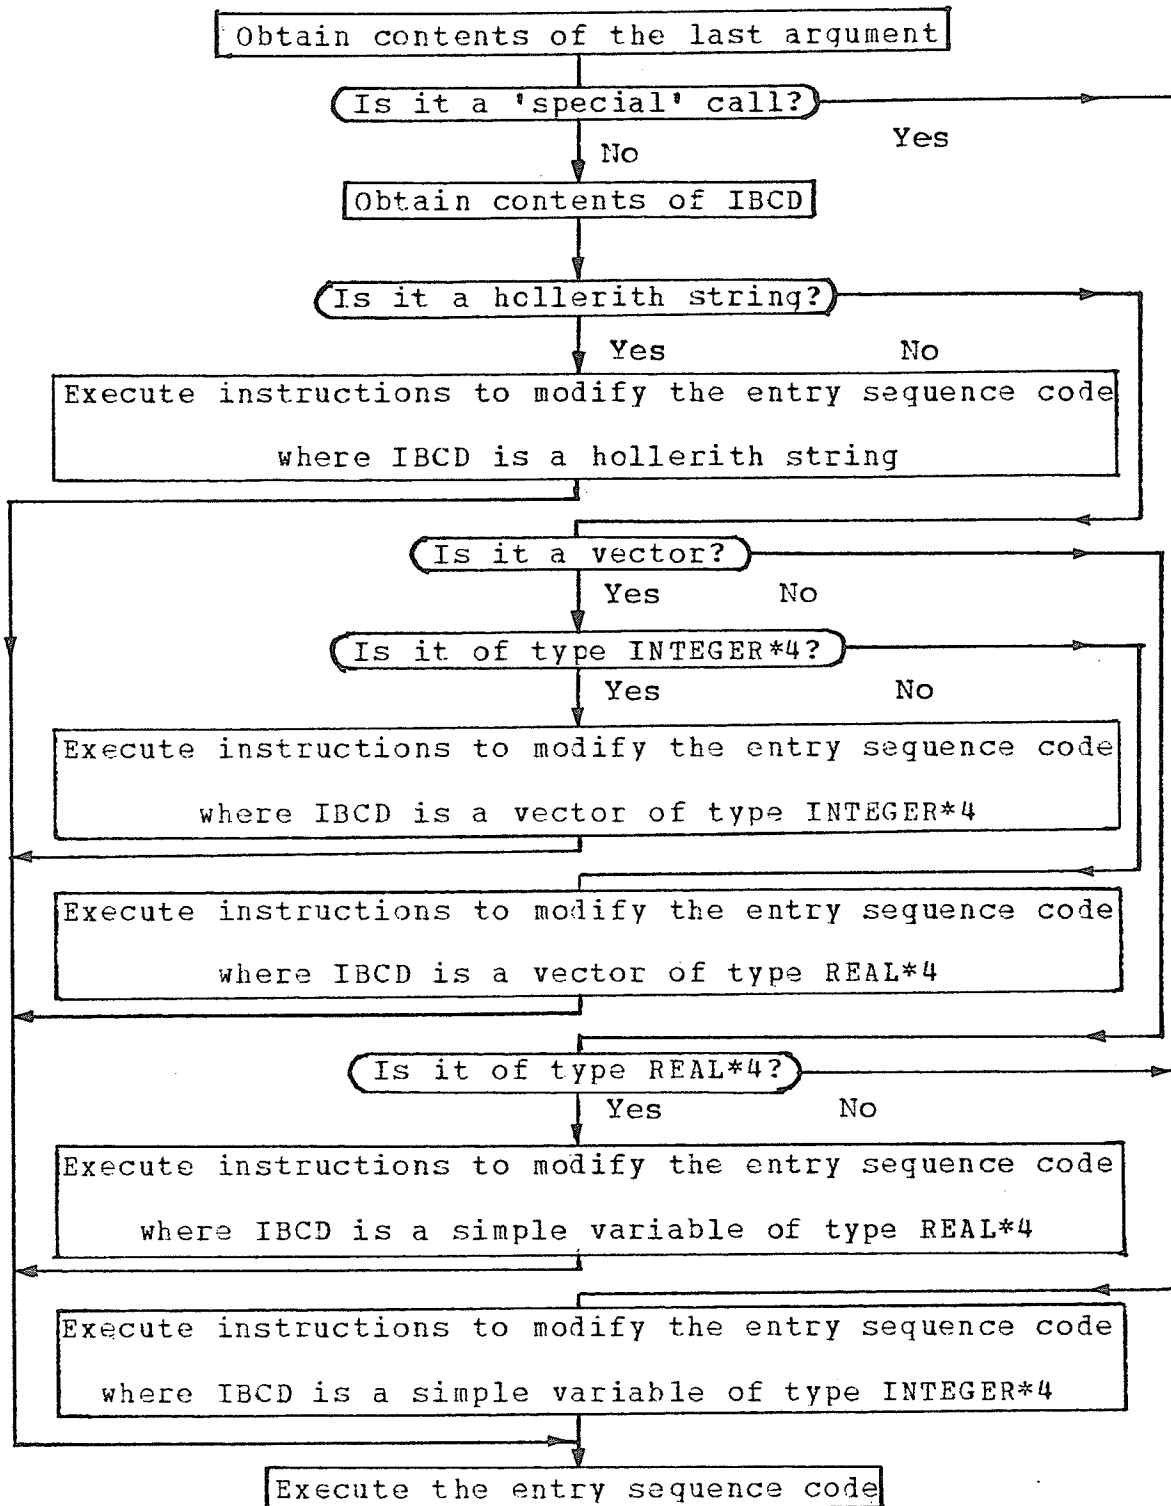 Obtain contents of the last argument
Is it a 'special' call?
Yes
No
Obtain contents of IBCD
Is it a hollerith string?
Yes No
Execute instructions to modify the entry sequence code
where IBCD is a hollerith string
Is it a vector?
Yes No
Is it of type INTEGER*4?
Yes No
Execute instructions to modify the entry sequence code
where IBCD is a vector of type INTEGER*4
Execute instructions to modify the entry sequence code
where IBCD is a vector of type REAL*4
Is it of type REAL*4?
Yes No
Execute instructions to modify the entry sequence code
where IBCD is a simple variable of type REAL*4
Execute instructions to modify the entry sequence code
where IBCD is a simple variable of type INTEGER*4
Execute the entry sequence code